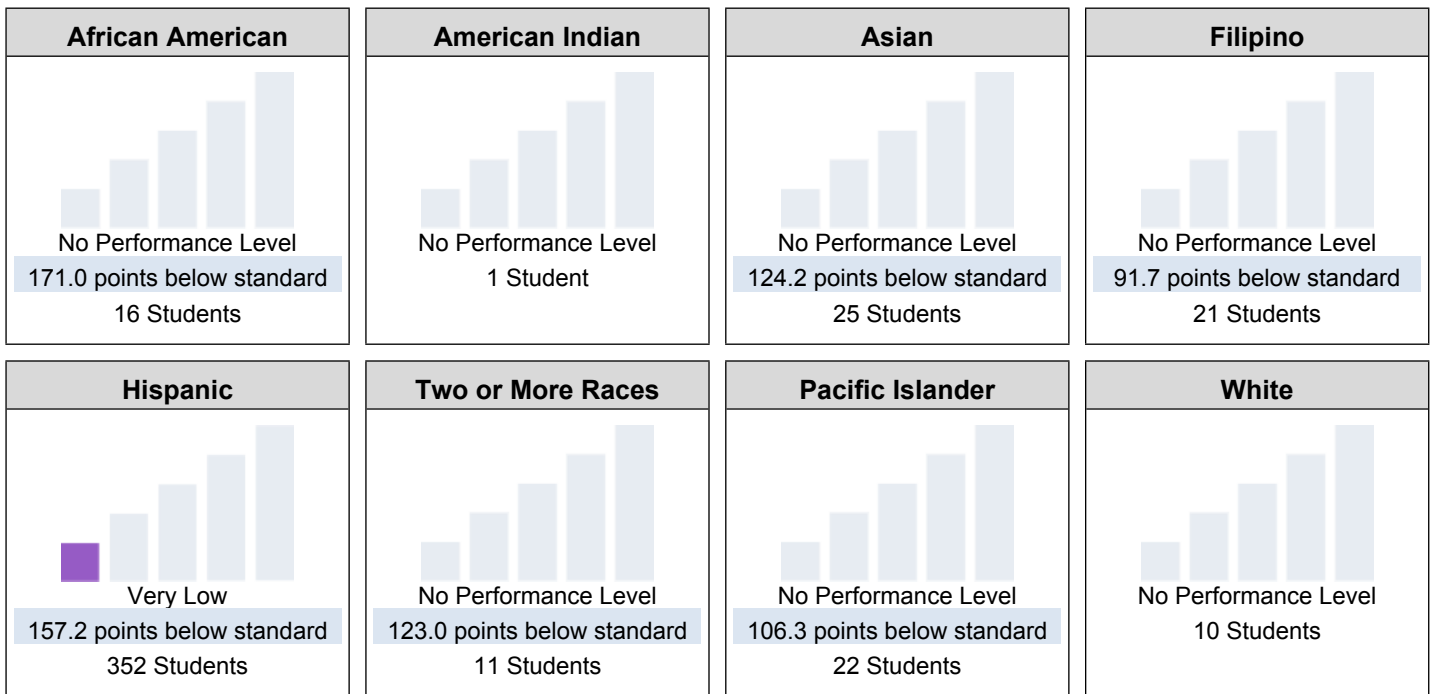 African American
No Performance Level
171.0 points below standard
16 Students
American Indian
No Performance Level
1 Student
Asian
No Performance Level
124.2 points below standard
25 Students
Filipino
No Performance Level
91.7 points below standard
21 Students
Hispanic
Very Low
157.2 points below standard
352 Students
Two or More Races
No Performance Level
123.0 points below standard
11 Students
Pacific Islander
No Performance Level
106.3 points below standard
22 Students
White
No Performance Level
10 Students